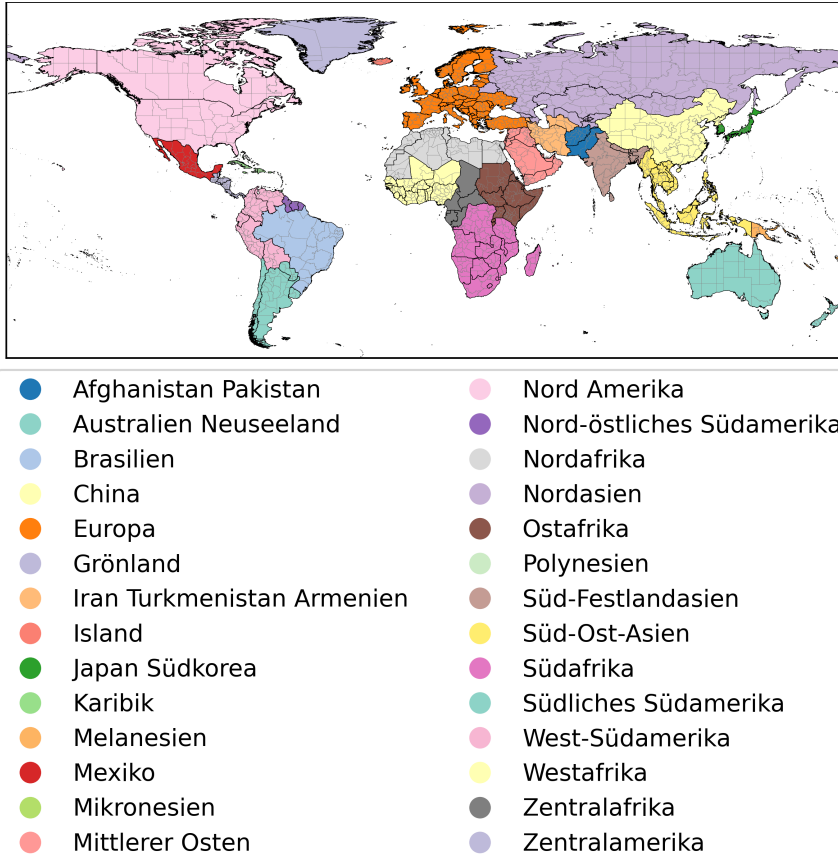 Afghanistan Pakistan
Australien Neuseeland
Brasilien
China
Europa
Grönland
Iran Turkmenistan Armenien
Island
Japan Südkorea
Karibik
Melanesien
Mexiko
Mikronesien
Mittlerer Osten
Nord Amerika
Nord-östliches Südamerika
Nordafrika
Nordasien
Ostafrika
Polynesien
Süd-Festlandasien
Süd-Ost-Asien
Südafrika
Südliches Südamerika
West-Südamerika
Westafrika
Zentralafrika
Zentralamerika